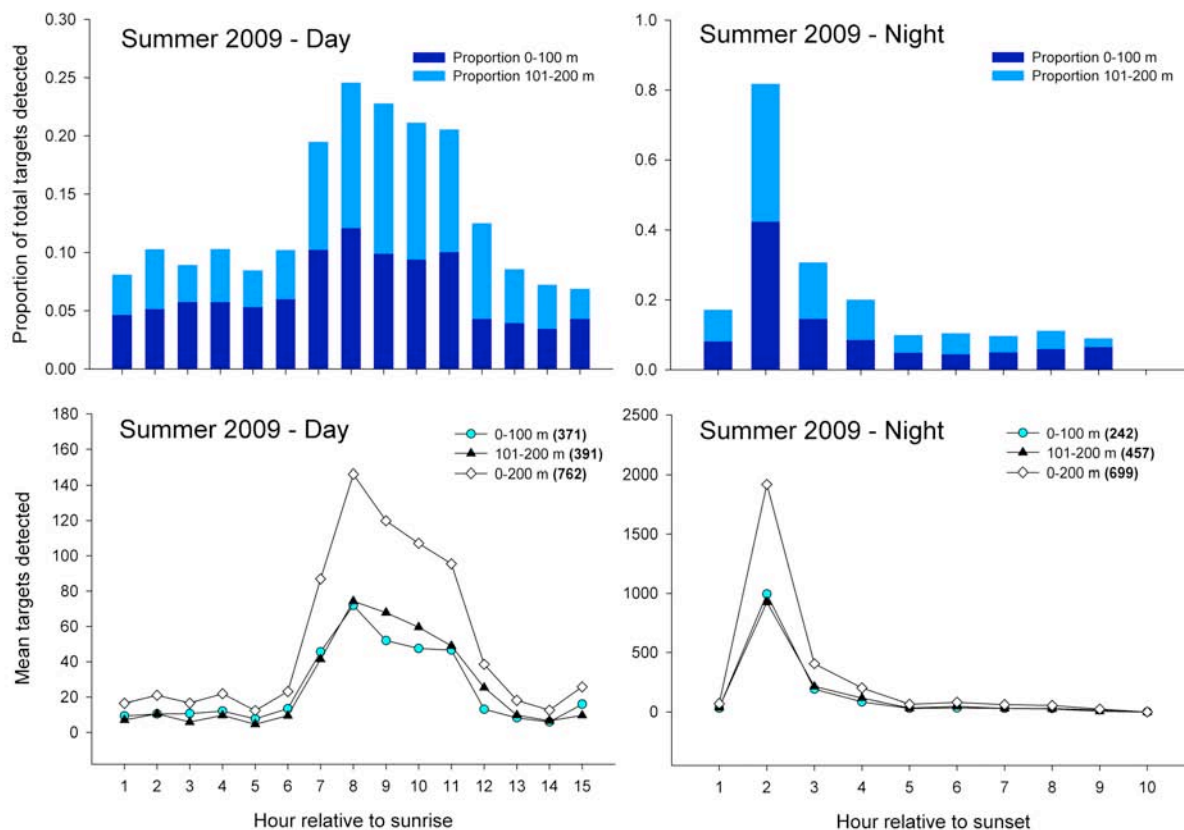 Summer 2009 - Day
Proportion 0-100 m
Proportion 101-200 m
Proportion of total targets detected
0.30
0.25
0.20
0.15
0.10
0.05
0.00
Summer 2009 - Night
Proportion 0-100 m
Proportion 101-200 m
1.0
0.8
0.6
0.4
0.2
0.0
Summer 2009 - Day
0-100 m (371)
101-200 m (391)
0-200 m (762)
Mean targets detected
180
160
140
120
100
80
60
40
20
0
1 2 3 4 5 6 7 8 9 10 11 12 13 14 15
Hour relative to sunrise
Summer 2009 - Night
0-100 m (242)
101-200 m (457)
0-200 m (699)
2500
2000
1500
1000
500
0
1 2 3 4 5 6 7 8 9 10
Hour relative to sunset